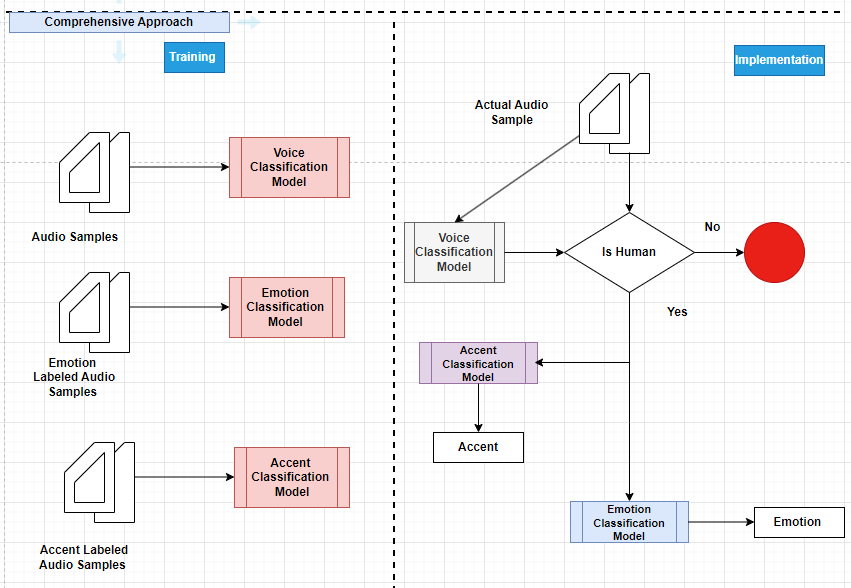 Comprehensive Approach
Training
Implementation
Actual Audio
Sample
Voice
Classification
Model
Audio Samples
Voice
Classification
Model
Is Human
No
Yes
Emotion
Classification
Model
Emotion
Labeled Audio
Samples
Accent
Classification
Model
Accent
Accent
Classification
Model
Accent Labeled
Audio Samples
Emotion
Classification
Model
Emotion